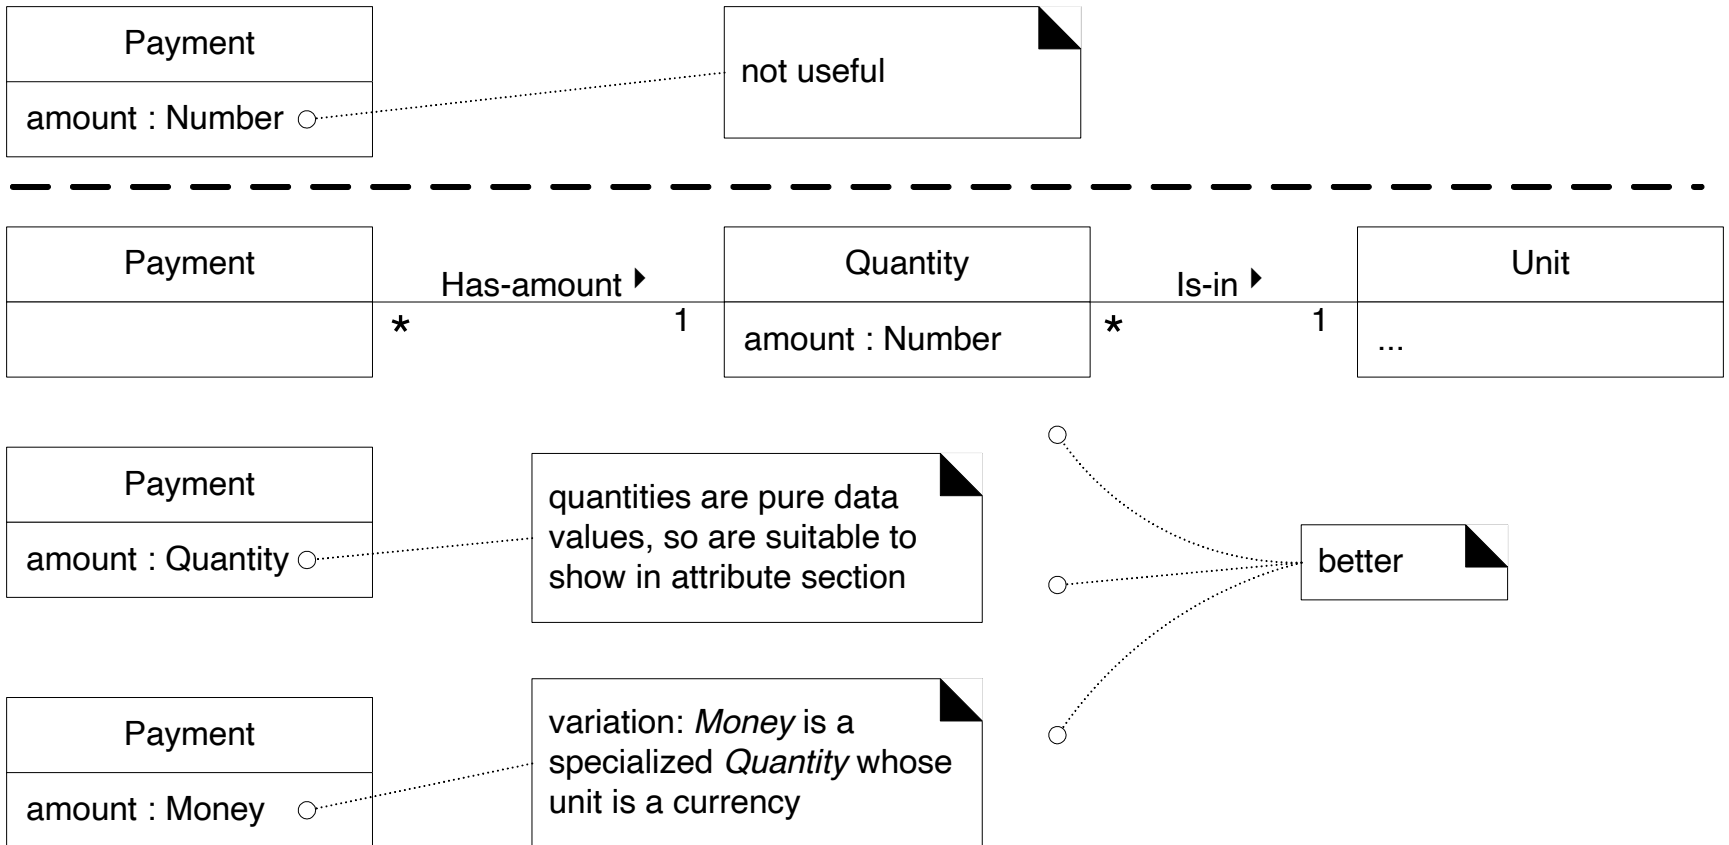 Payment
amount : Number
not useful
Payment
Has-amount
*
1
Quantity
amount : Number
Is-in
*
1
Unit
...
Payment
amount : Quantity
quantities are pure data
values, so are suitable to
show in attribute section
better
Payment
amount : Money
variation: Money is a
specialized Quantity whose
unit is a currency